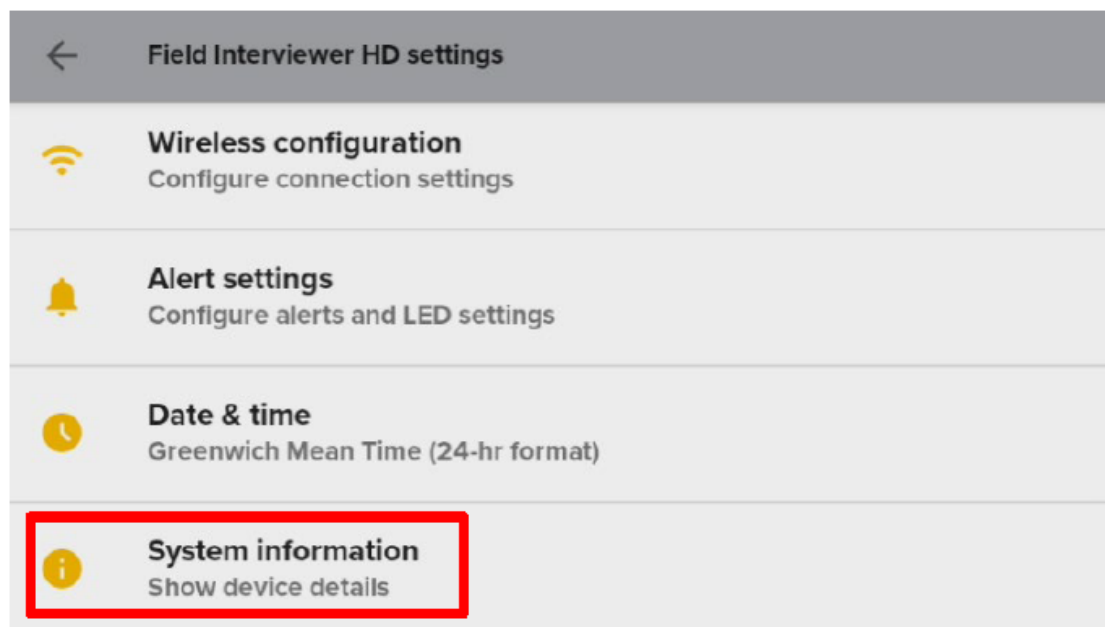 Field Interviewer HD settings
Wireless configuration
Configure connection settings
Alert settings
Configure alerts and LED settings
Date & time
Greenwich Mean Time (24-hr format)
System information
Show device details